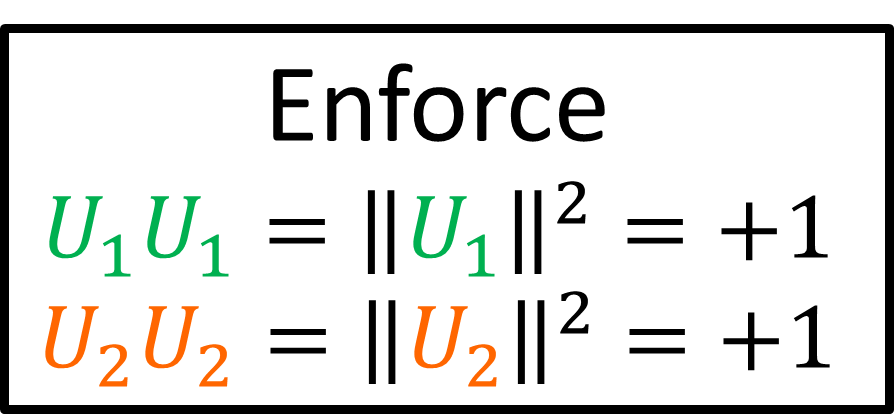 Enforce
U₁U₁ = ‖U₁‖² = +1
U₂U₂ = ‖U₂‖² = +1